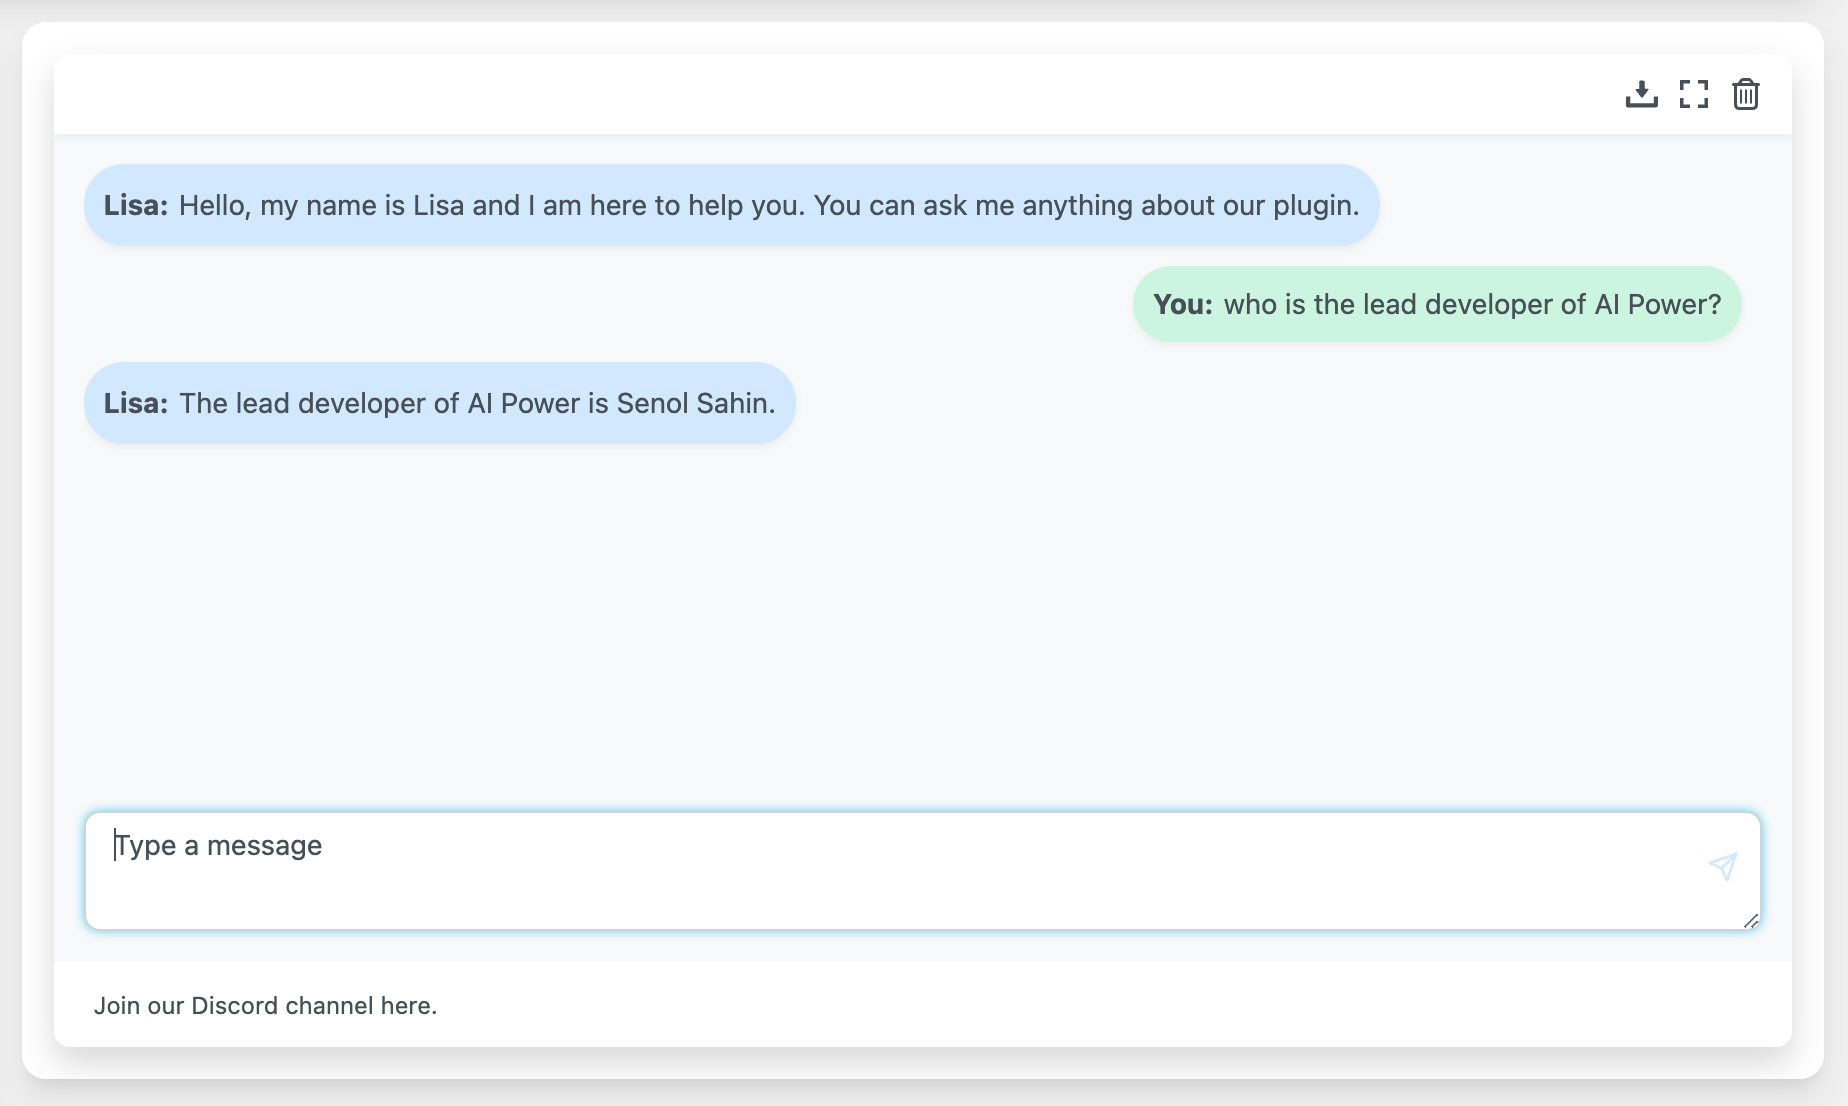 Lisa: Hello, my name is Lisa and I am here to help you. You can ask me anything about our plugin.
You: who is the lead developer of AI Power?
Lisa: The lead developer of AI Power is Senol Sahin.
Type a message
Join our Discord channel here.